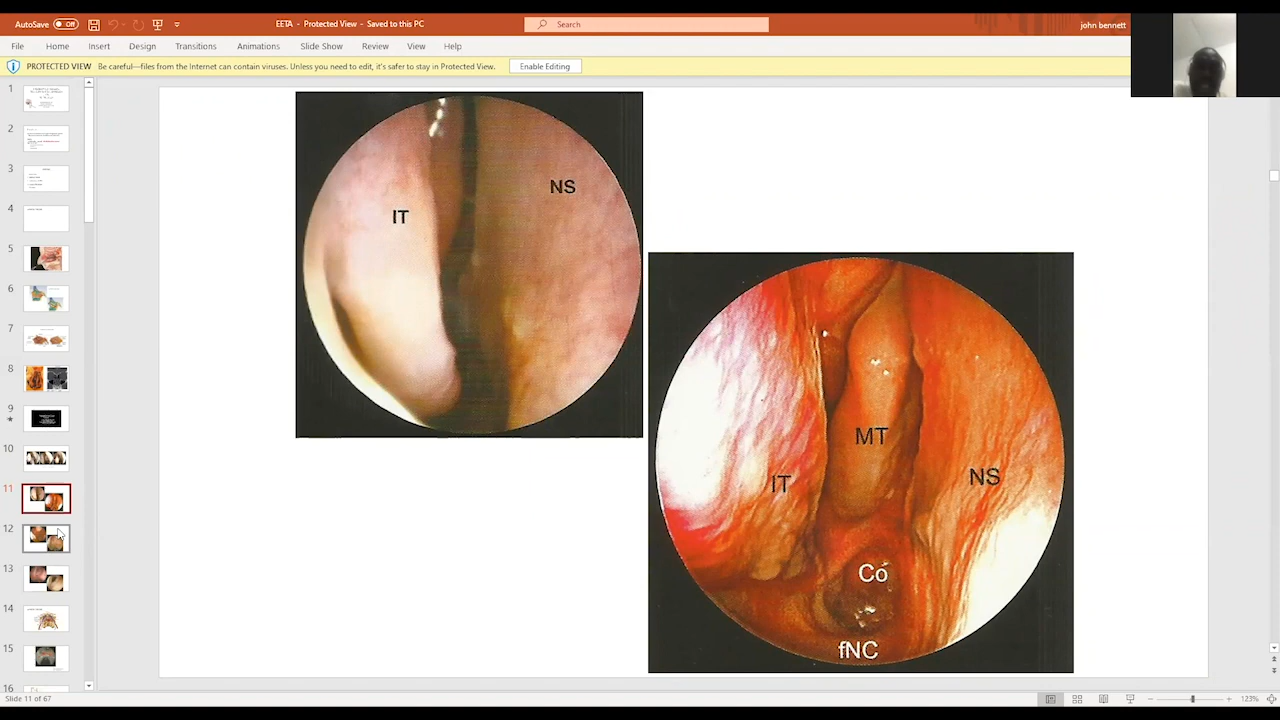 AutoSave Off
EETA - Protected View - Saved to this PC
Search
john bennett
File Home Insert Design Transitions Animations Slide Show Review View Help
PROTECTED VIEW Be careful—files from the Internet can contain viruses. Unless you need to edit, it's safer to stay in Protected View. Enable Editing
1
2
3
4
5
6
7
8
9
10
11
12
13
14
15
16
IT
NS
MT
IT
NS
Co
fNC
Slide 11 of 67
123%